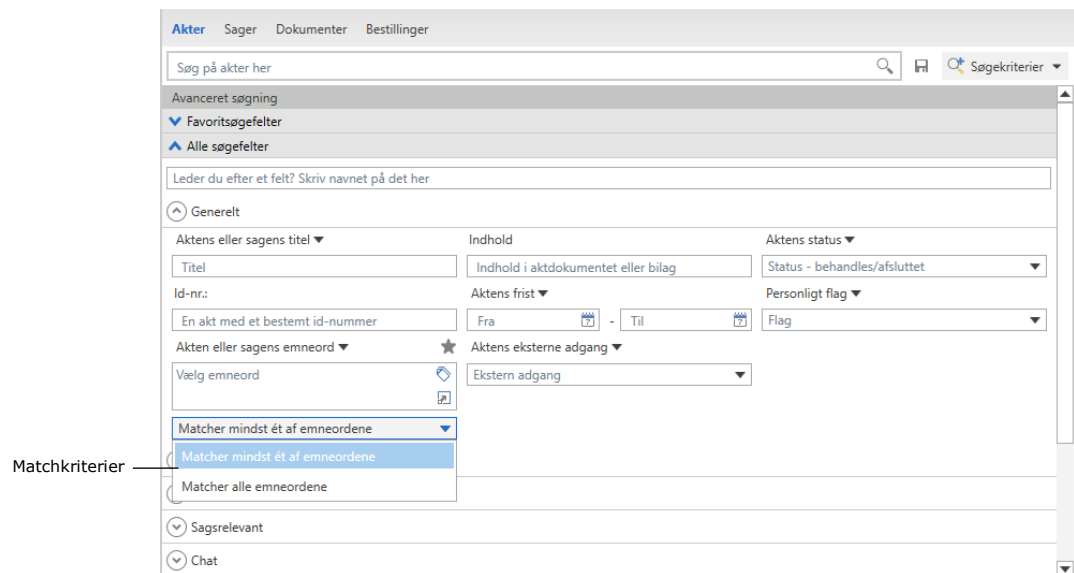 Akter Sager Dokumenter Bestillinger
Søg på akter her Søgekriterier
Avanceret søgning
Favoritsøgefelter
Alle søgefelter
Leder du efter et felt? Skriv navnet på det her
Generelt
Aktens eller sagens titel Indhold Aktens status
Titel Indhold i aktdokumentet eller bilag Status - behandles/afsluttet
Id-nr.: Aktens frist Personligt flag
En akt med et bestemt id-nummer Fra 7 - Til 7 Flag
Akten eller sagens emneord Aktens eksterne adgang
Vælg emneord Ekstern adgang
Matcher mindst ét af emneordene
Matchkriterier Matcher mindst ét af emneordene
Matcher alle emneordene
Sagsrelevant
Chat